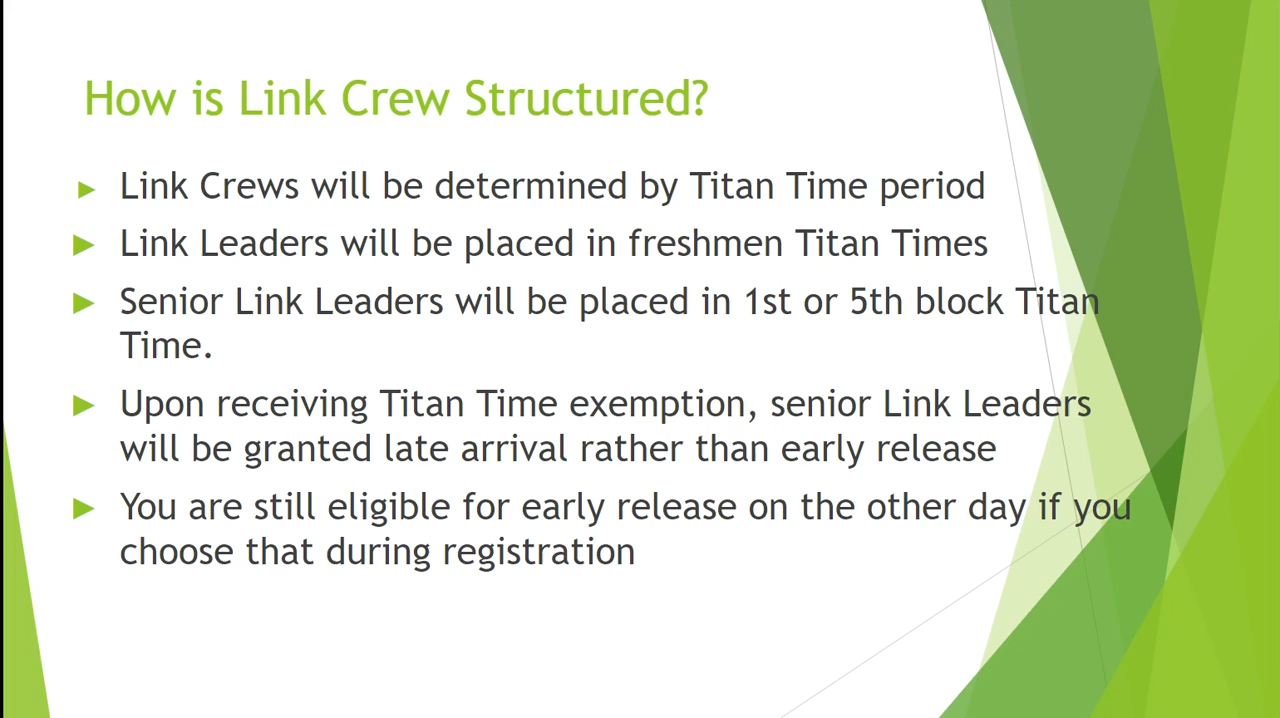 How is Link Crew Structured?
Link Crews will be determined by Titan Time period
Link Leaders will be placed in freshmen Titan Times
Senior Link Leaders will be placed in 1st or 5th block Titan
Time.
Upon receiving Titan Time exemption, senior Link Leaders
will be granted late arrival rather than early release
You are still eligible for early release on the other day if you
choose that during registration